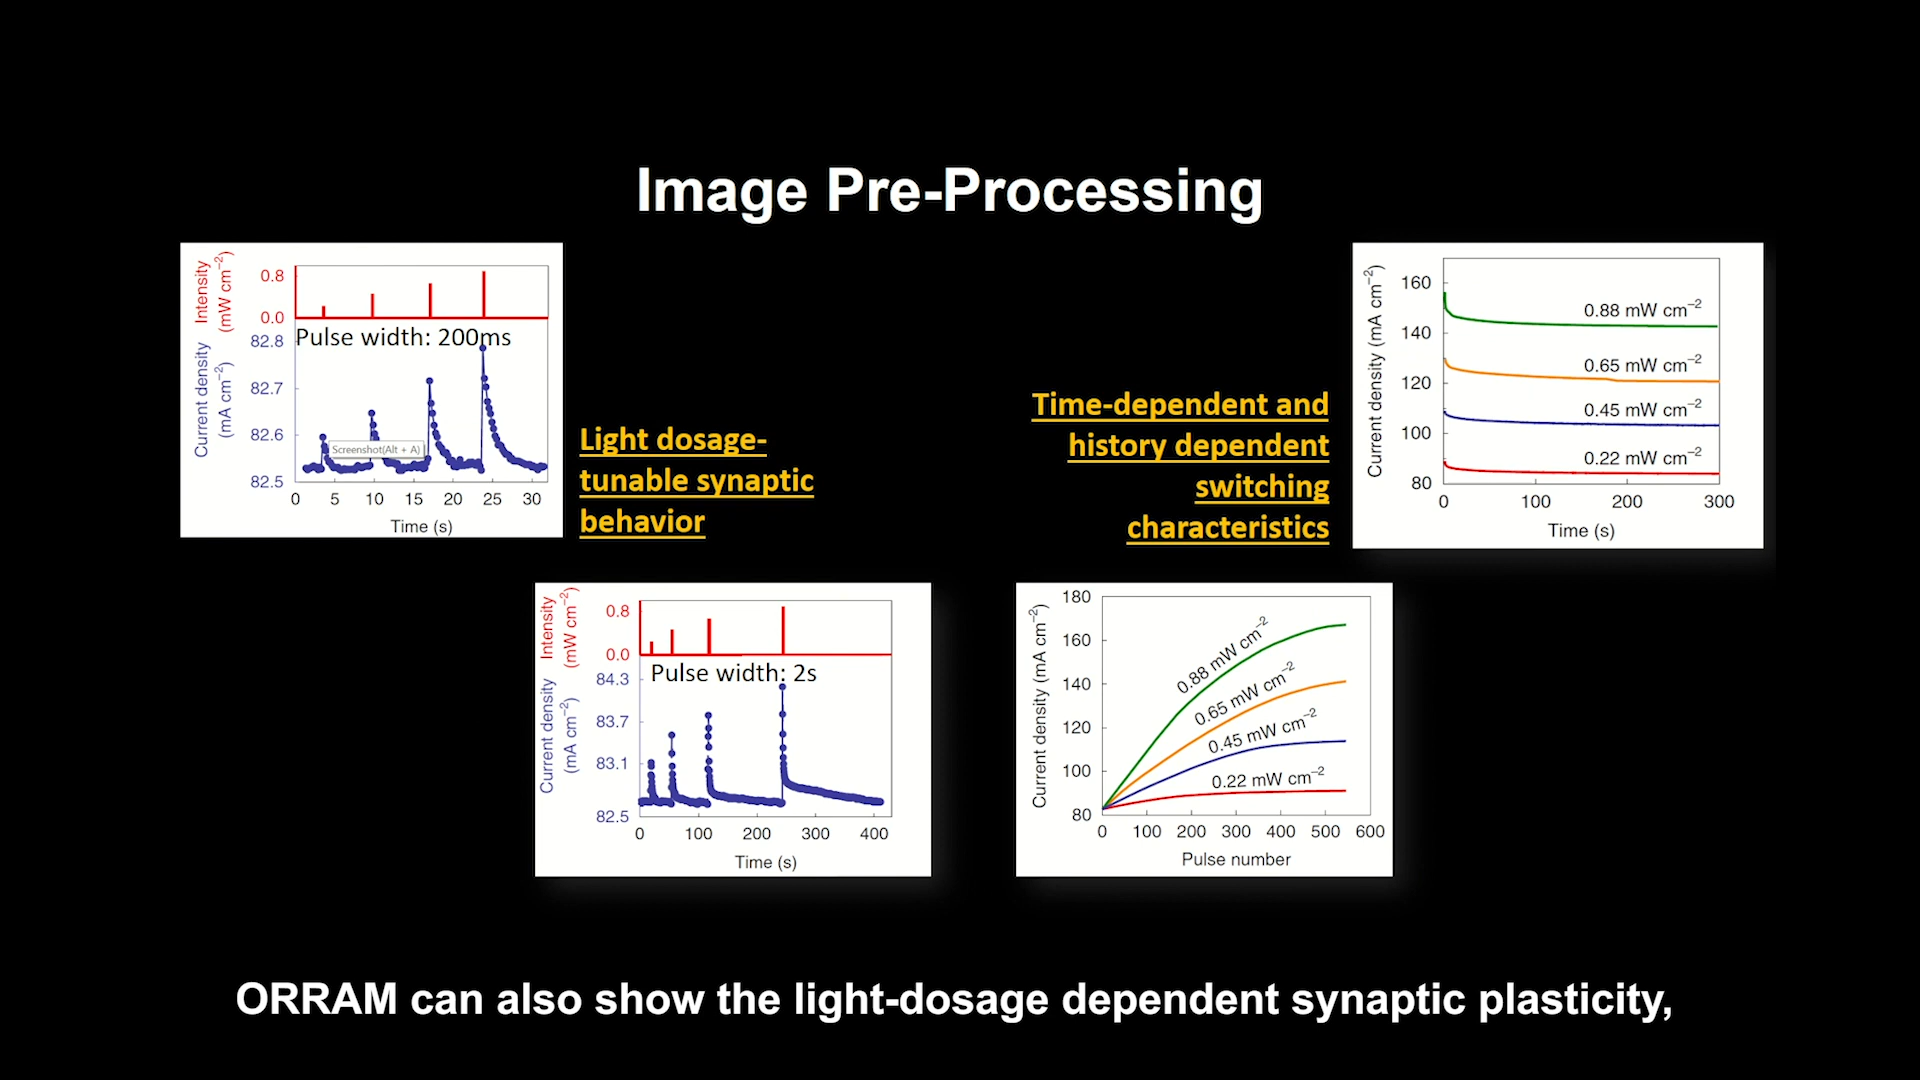 Image Pre-Processing
Intensity
(mW cm−2)
0.8
0.0
Pulse width: 200ms
Current density
(mA cm−2)
82.8
82.7
82.6
82.5
Screenshot(Alt + A)
0 5 10 15 20 25 30
Time (s)
Light dosage-
tunable synaptic
behavior
Time-dependent and
history dependent
switching
characteristics
Current density (mA cm−2)
160
140
120
100
80
0.88 mW cm−2
0.65 mW cm−2
0.45 mW cm−2
0.22 mW cm−2
0 100 200 300
Time (s)
Intensity
(mW cm−2)
0.8
0.0
Pulse width: 2s
Current density
(mA cm−2)
84.3
83.7
83.1
82.5
0 100 200 300 400
Time (s)
Current density (mA cm−2)
180
160
140
120
100
80
0.88 mW cm−2
0.65 mW cm−2
0.45 mW cm−2
0.22 mW cm−2
0 100 200 300 400 500 600
Pulse number
ORRAM can also show the light-dosage dependent synaptic plasticity,